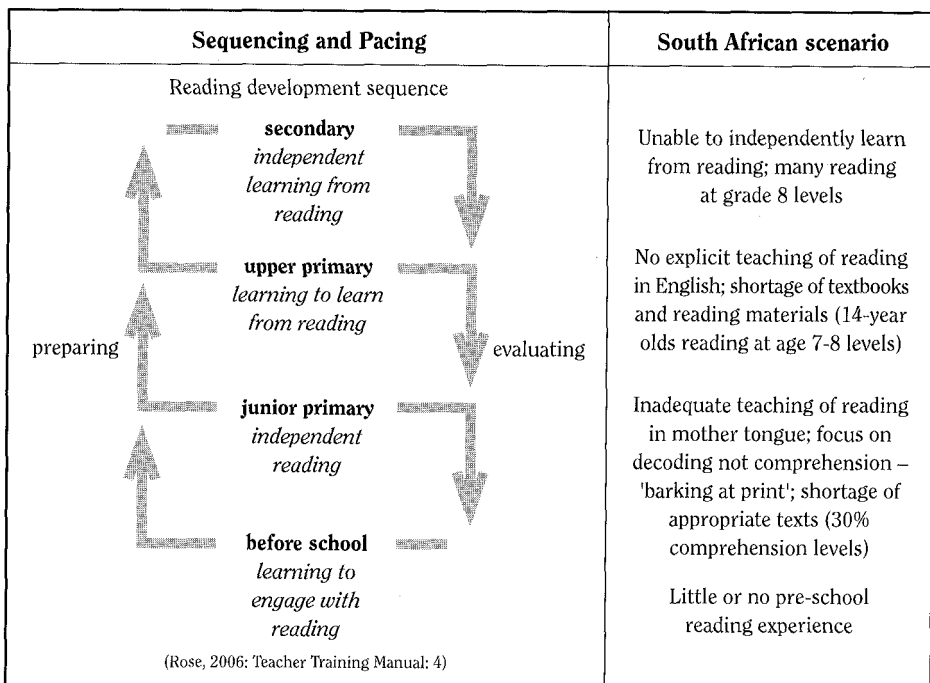 Sequencing and Pacing
Reading development sequence
secondary
independent
learning from
reading
upper primary
learning to learn
from reading
preparing
evaluating
junior primary
independent
reading
before school
learning to
engage with
reading
(Rose, 2006: Teacher Training Manual: 4)
South African scenario
Unable to independently learn
from reading; many reading
at grade 8 levels
No explicit teaching of reading
in English; shortage of textbooks
and reading materials (14-year
olds reading at age 7-8 levels)
Inadequate teaching of reading
in mother tongue; focus on
decoding not comprehension –
'barking at print'; shortage of
appropriate texts (30%
comprehension levels)
Little or no pre-school
reading experience